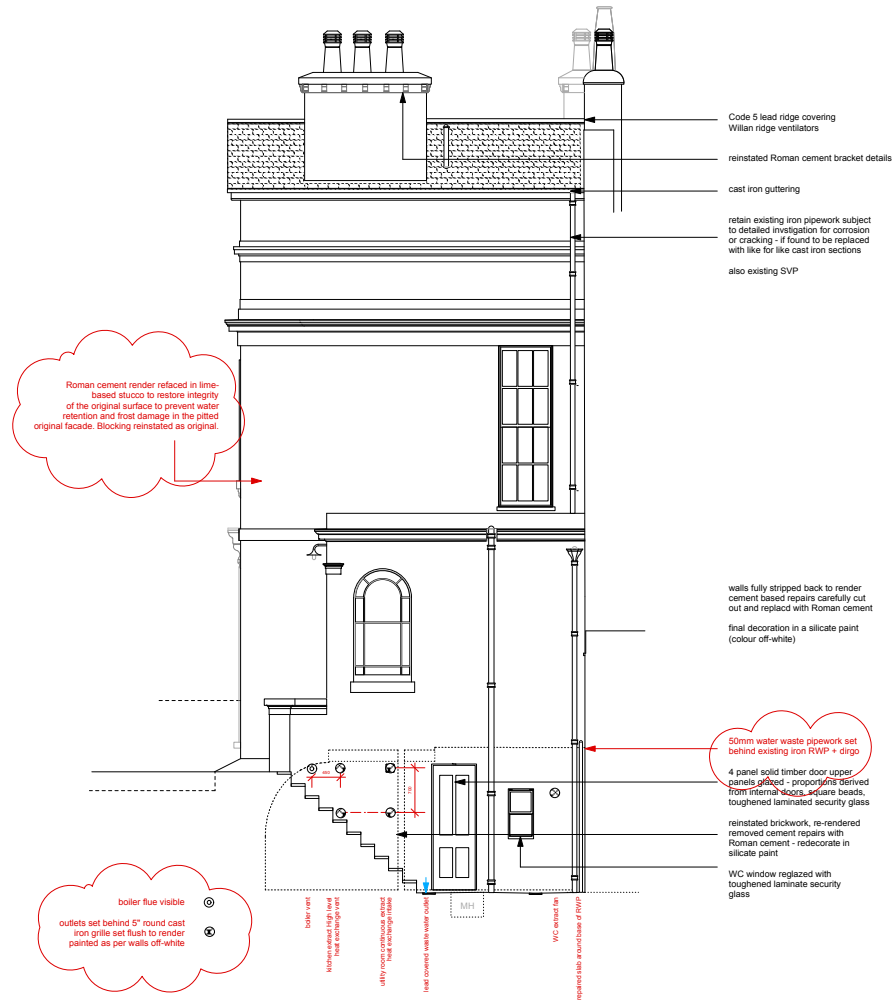 Code 5 lead ridge covering
Willan ridge ventilators
reinstated Roman cement bracket details
cast iron guttering
retain existing iron pipework subject
to detailed invstigation for corrosion
or cracking - if found to be replaced
with like for like cast iron sections
also existing SVP
Roman cement render refaced in lime-
based stucco to restore integrity
of the original surface to prevent water
retention and frost damage in the pitted
original facade. Blocking reinstated as original.
walls fully stripped back to render
cement based repairs carefully cut
out and replacd with Roman cement
final decoration in a silicate paint
(colour off-white)
50mm water waste pipework set
behind existing iron RWP + dirgo
4 panel solid timber door upper
panels glazed - proportions derived
from internal doors, square beads,
toughened laminated security glass
reinstated brickwork, re-rendered
removed cement repairs with
Roman cement - redecorate in
silicate paint
WC window reglazed with
toughened laminate security
glass
boiler flue visible
outlets set behind 5" round cast
iron grille set flush to render
painted as per walls off-white
boiler vent
kitchen extract High level
heat exchange vent
utility room continuous extract
heat exchange intake
lead covered waste water outlet
MH
WC extract fan
repaired slab around base of RWP